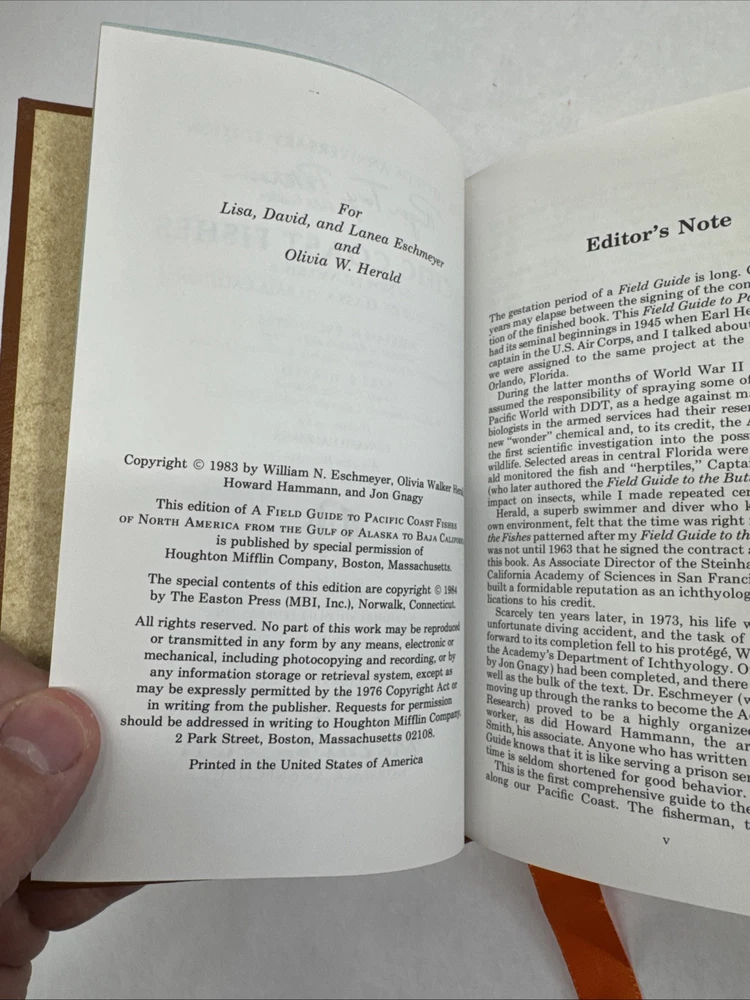 For
Lisa, David, and Lanea Eschmeyer
and
Olivia W. Herald
Copyright © 1983 by William N. Eschmeyer, Olivia Walker
Howard Hammann, and Jon Gnagy
This edition of A FIELD GUIDE TO PACIFIC COAST FISHES
OF NORTH AMERICA FROM THE GULF OF ALASKA TO BAJA
is published by special permission of
Houghton Mifflin Company, Boston, Massachusetts.
The special contents of this edition are copyright © 1984
by The Easton Press (MBI, Inc.), Norwalk, Connecticut.
All rights reserved. No part of this work may be reproduced
or transmitted in any form by any means, electronic or
mechanical, including photocopying and recording, or by
any information storage or retrieval system, except as
may be expressly permitted by the 1976 Copyright Act or
in writing from the publisher. Requests for permission
should be addressed in writing to Houghton Mifflin Company,
2 Park Street, Boston, Massachusetts 02108.
Printed in the United States of America
Editor's Note
The gestation period of a Field Guide is long.
years may elapse between the signing of the
tion of the finished book. This Field Guide to
had its seminal beginnings in 1945 when Earl
captain in the U.S. Air Corps, and I talked
we were assigned to the same project at the
Orlando, Florida.
During the latter months of World War II
assumed the responsibility of spraying some of
Pacific World with DDT, as a hedge against
biologists in the armed services had their
new "wonder" chemical and, to its credit, the
the first scientific investigation into the
wildlife. Selected areas in central Florida were
ald monitored the fish and "herptiles,"
(who later authored the Field Guide to the
impact on insects, while I made repeated
Herald, a superb swimmer and diver who
own environment, felt that the time was right
the Fishes patterned after my Field Guide to
was not until 1963 that he signed the contract
this book. As Associate Director of the
California Academy of Sciences in San
built a formidable reputation as an
lications to his credit.
Scarcely ten years later, in 1973, his life
unfortunate diving accident, and the task of
forward to its completion fell to his protégé,
the Academy's Department of Ichthyology.
by Jon Gnagy) had been completed, and there
well as the bulk of the text. Dr. Eschmeyer
moving up through the ranks to become the
Research) proved to be a highly
worker, as did Howard Hammann, the
Smith, his associate. Anyone who has written
Guide knows that it is like serving a prison
time is seldom shortened for good behavior.
This is the first comprehensive guide to the
along our Pacific Coast. The fisherman,
v